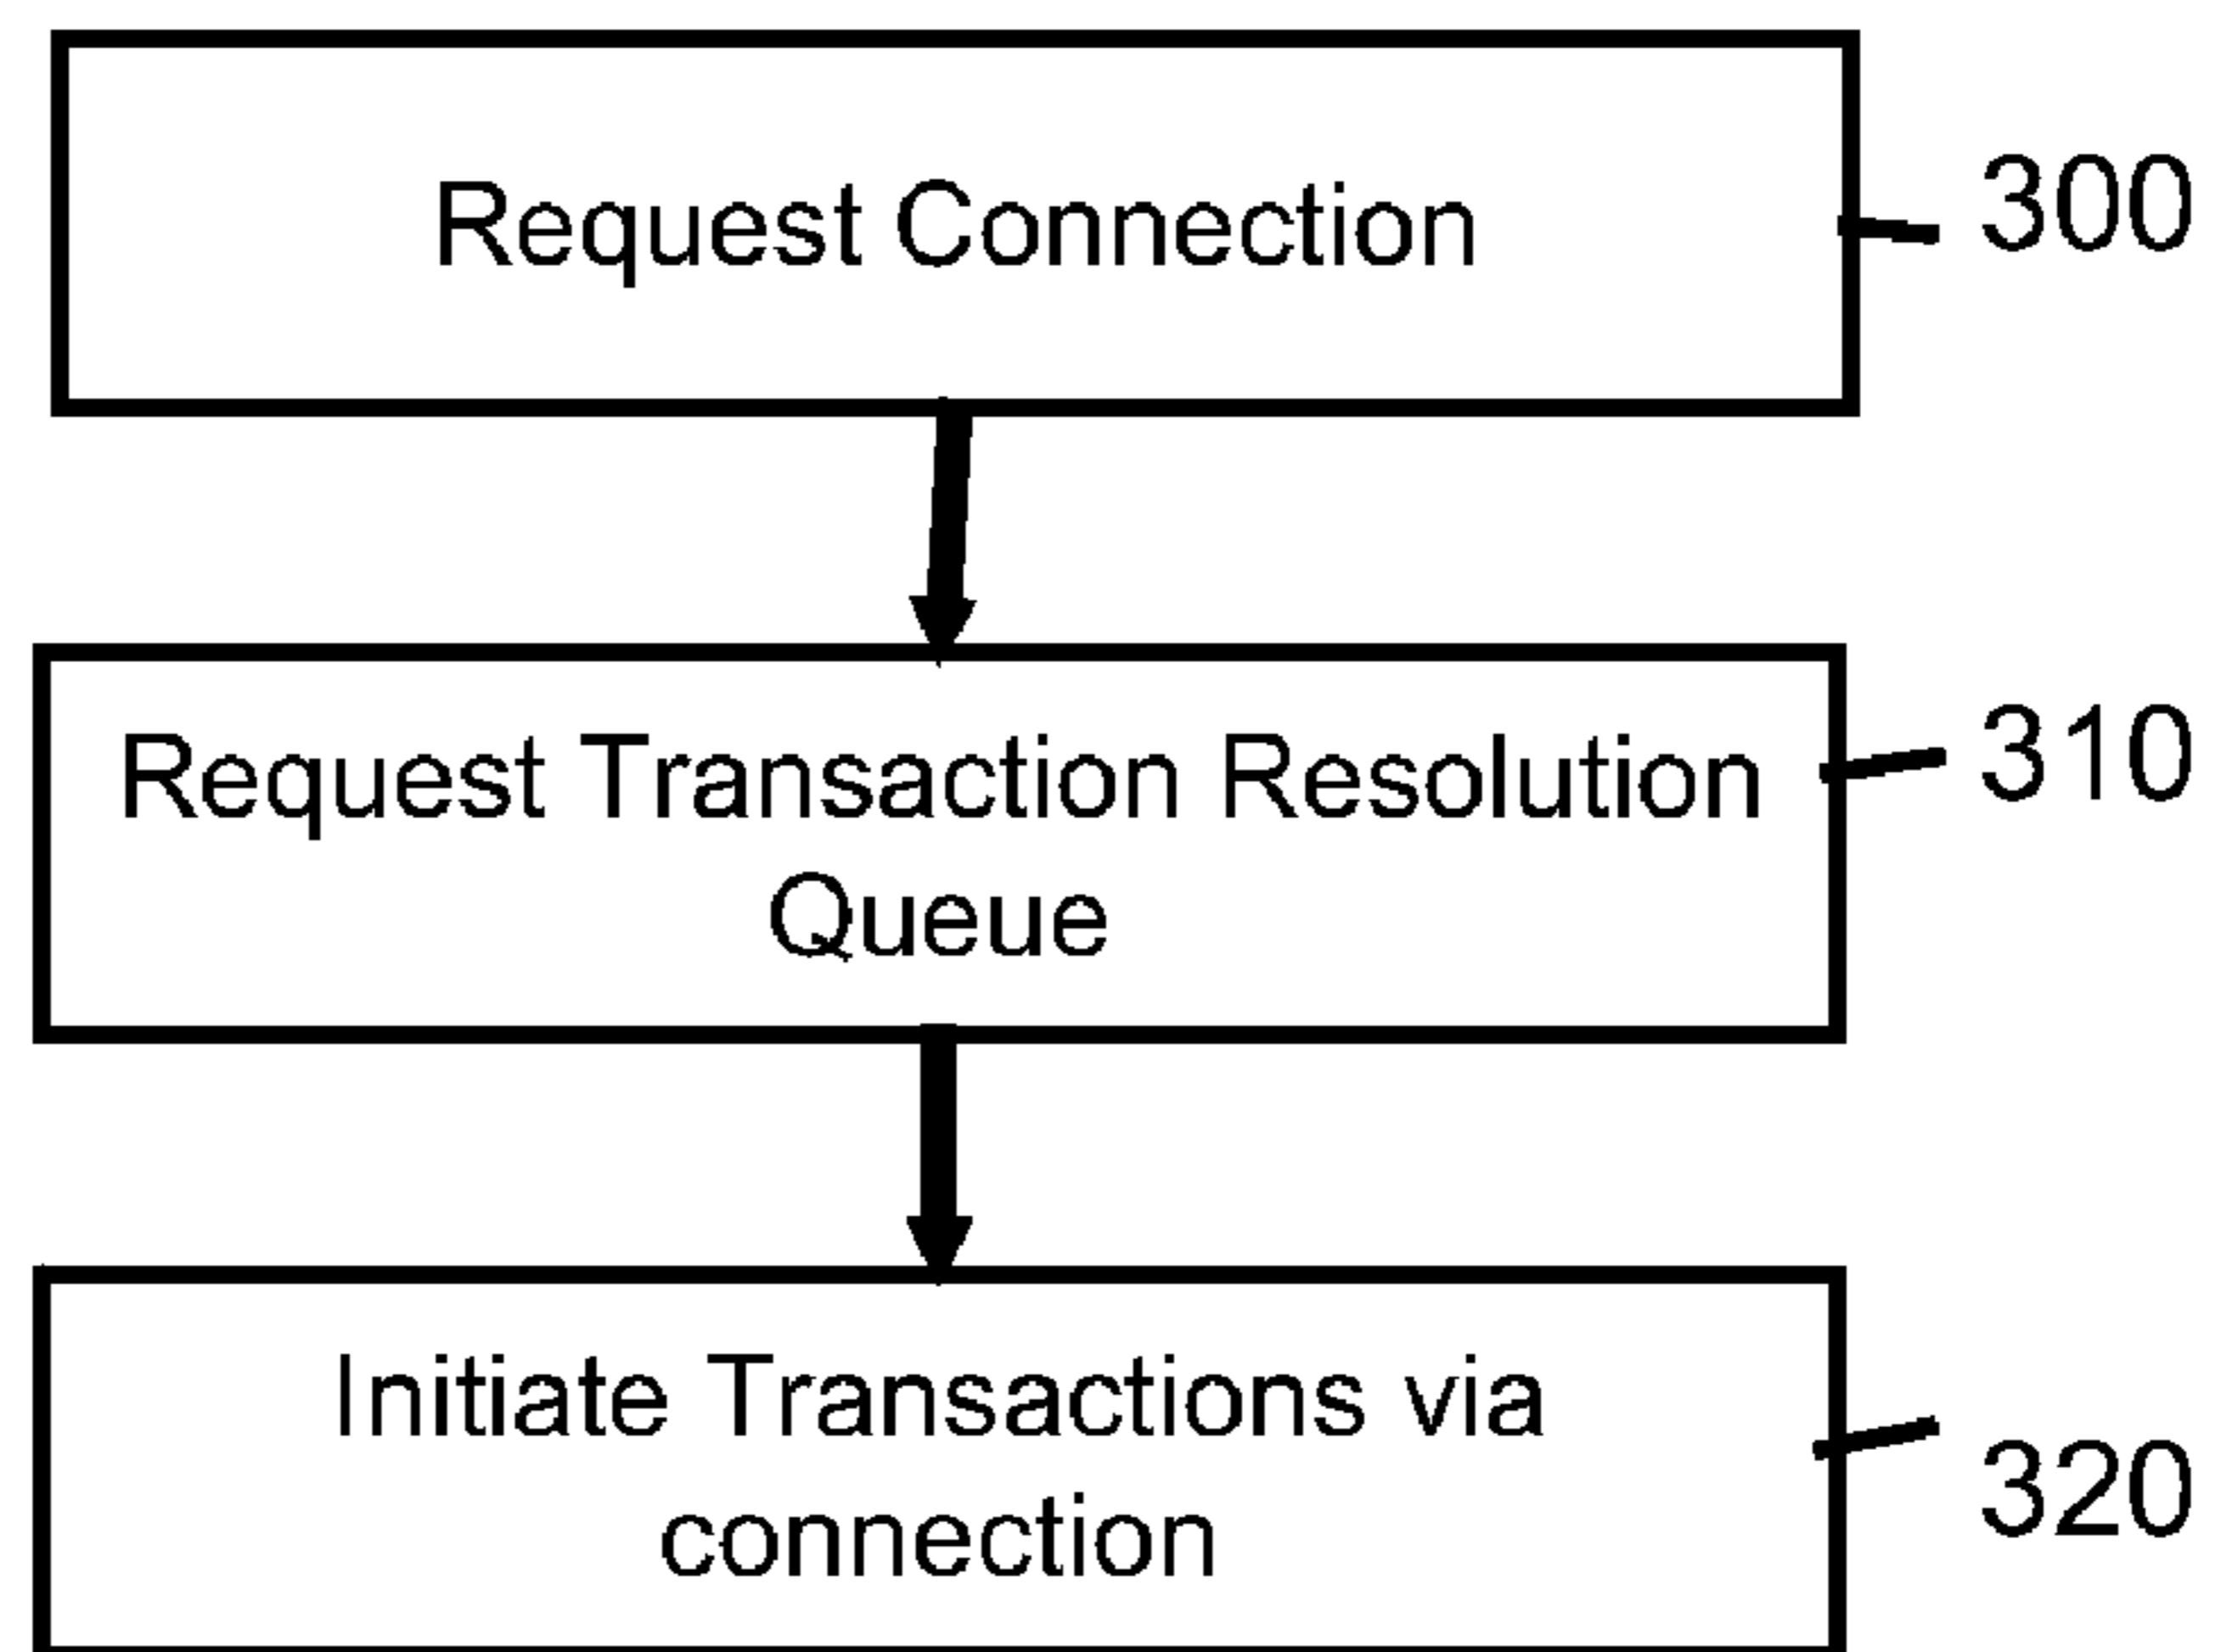 Request Connection
300
Request Transaction Resolution
Queue
310
Initiate Transactions via
connection
320